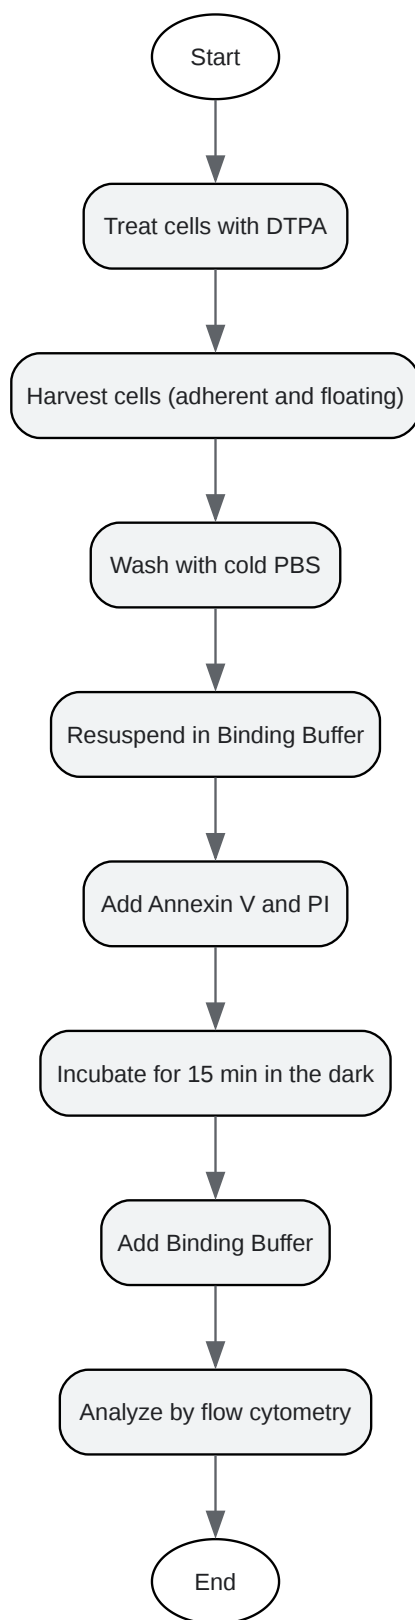 Start
Treat cells with DTPA
Harvest cells (adherent and floating)
Wash with cold PBS
Resuspend in Binding Buffer
Add Annexin V and PI
Incubate for 15 min in the dark
Add Binding Buffer
Analyze by flow cytometry
End